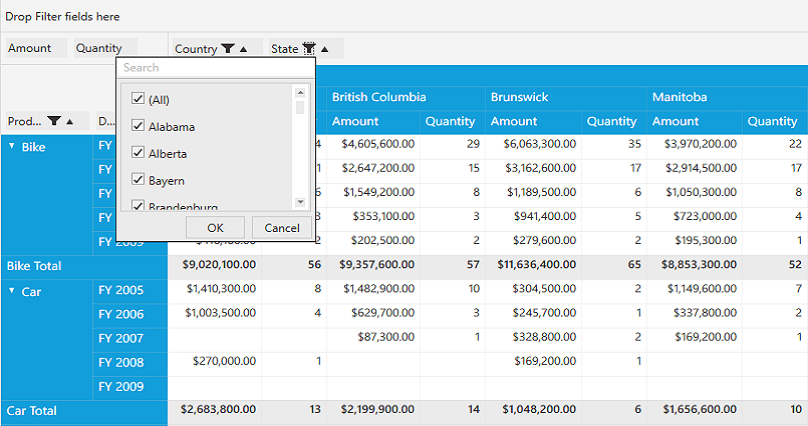 Drop Filter fields here
Amount Quantity Country State
Search
(All)
Alabama
Alberta
Bayern
Brandenburg
OK Cancel
British Columbia Brunswick Manitoba
Prod... D... Amount Quantity Amount Quantity Amount Quantity
Bike FY 4 $4,605,600.00 29 $6,063,300.00 35 $3,970,200.00 22
FY 1 $2,647,200.00 15 $3,162,600.00 17 $2,914,500.00 17
FY 6 $1,549,200.00 8 $1,189,500.00 6 $1,050,300.00 8
FY 3 $353,100.00 3 $941,400.00 5 $723,000.00 4
FY 2009 2 $202,500.00 2 $279,600.00 2 $195,300.00 1
Bike Total $9,020,100.00 56 $9,357,600.00 57 $11,636,400.00 65 $8,853,300.00 52
Car FY 2005 $1,410,300.00 8 $1,482,900.00 10 $304,500.00 2 $1,149,600.00 7
FY 2006 $1,003,500.00 4 $629,700.00 3 $245,700.00 1 $337,800.00 2
FY 2007 $87,300.00 1 $328,800.00 2 $169,200.00 1
FY 2008 $270,000.00 1 $169,200.00 1
FY 2009
Car Total $2,683,800.00 13 $2,199,900.00 14 $1,048,200.00 6 $1,656,600.00 10